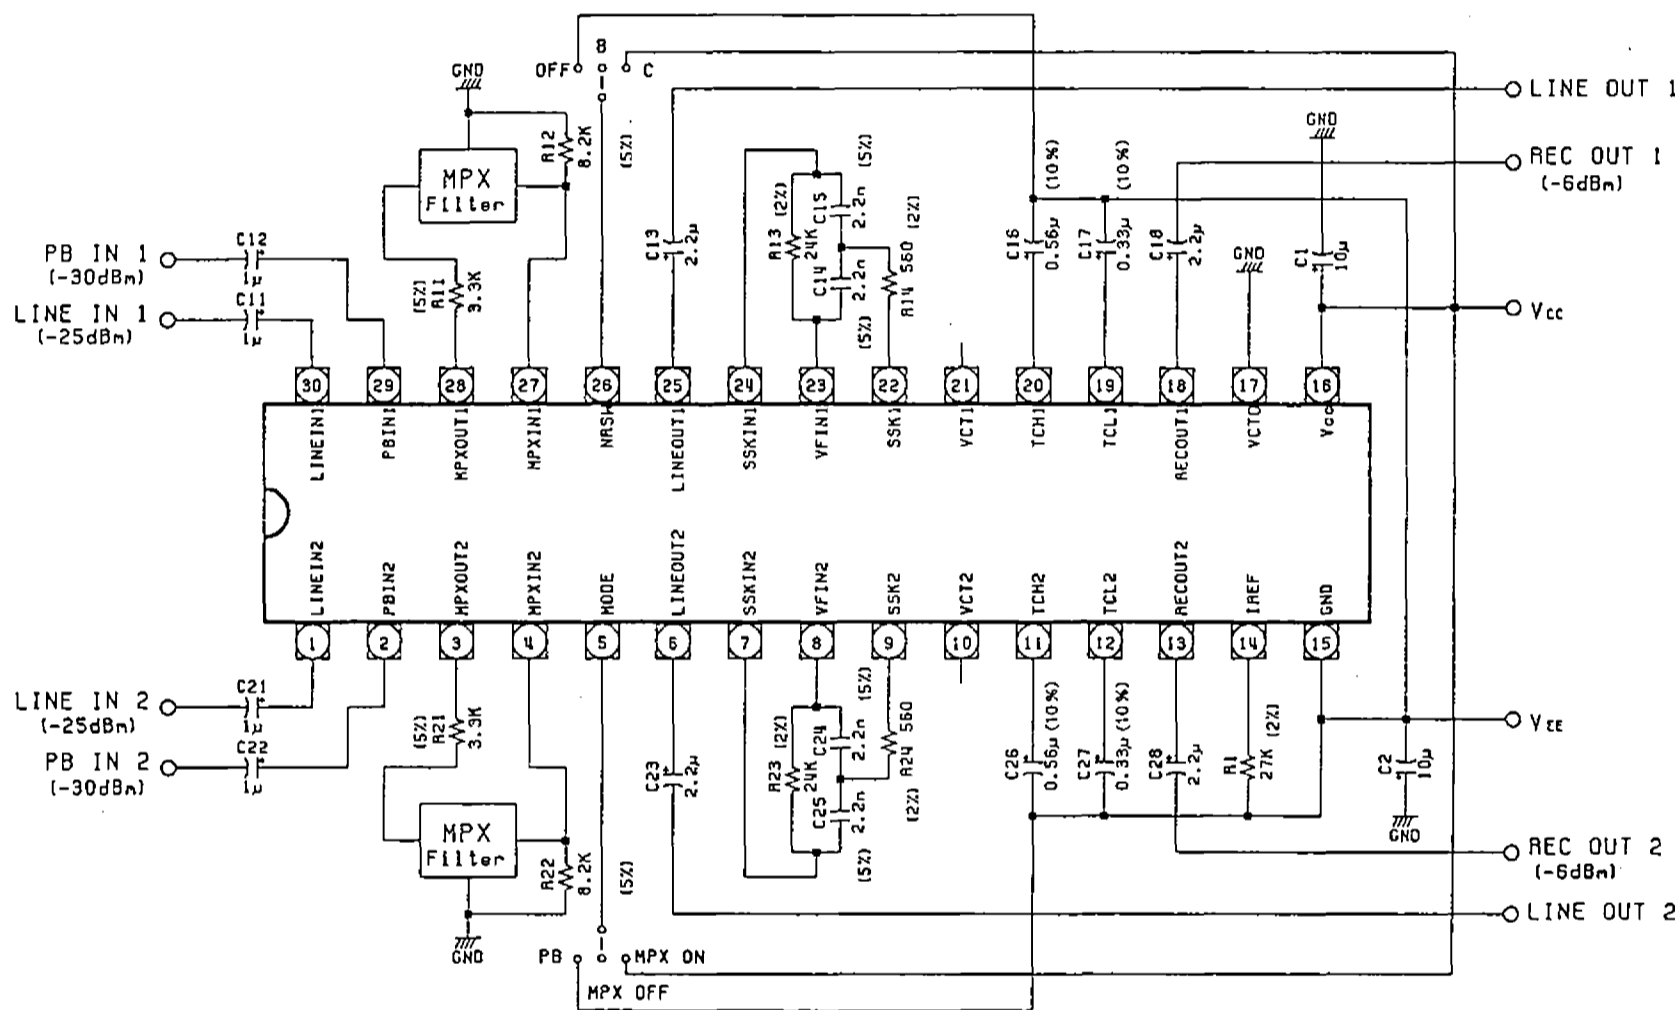 OFF
B
C
GND
R12
8.2K
(5%)
MPX
Filter
LINE OUT 1
GND
REC OUT 1
(-6dBm)
(5%)
(10%)
(10%)
(2%)
C15
2.2n
(2%)
R13
24K
C14
2.2n
(5%)
R14 560
C13
2.2µ
C16
0.56µ
C17
0.33µ
C18
2.2µ
GND
C1
10µ
Vcc
PB IN 1
(-30dBm)
C12
1µ
LINE IN 1
(-25dBm)
C11
1µ
(5%)
R11
3.3K
30
29
28
27
26
25
24
23
22
21
20
19
18
17
16
LINEIN1
PBIN1
MPXOUT1
MPXIN1
NRSW
LINEOUT1
SSKIN1
VFIN1
SSK1
VCT1
TCH1
TCL1
RECOUT1
VCTO
Vcc
LINEIN2
PBIN2
MPXOUT2
MPXIN2
MODE
LINEOUT2
SSKIN2
VFIN2
SSK2
VCT2
TCH2
TCL2
RECOUT2
IREF
GND
1
2
3
4
5
6
7
8
9
10
11
12
13
14
15
LINE IN 2
(-25dBm)
C21
1µ
PB IN 2
(-30dBm)
C22
1µ
(5%)
R21
3.3K
MPX
Filter
R22
8.2K
(5%)
GND
C23
2.2µ
(2%)
R23
24K
C24
2.2n
(5%)
C25
2.2n
(5%)
R24 560
(2%)
C26
0.56µ (10%)
C27
0.33µ (10%)
C28
2.2µ
R1
27K
(2%)
VEE
C2
10µ
GND
REC OUT 2
(-6dBm)
LINE OUT 2
PB
MPX ON
MPX OFF